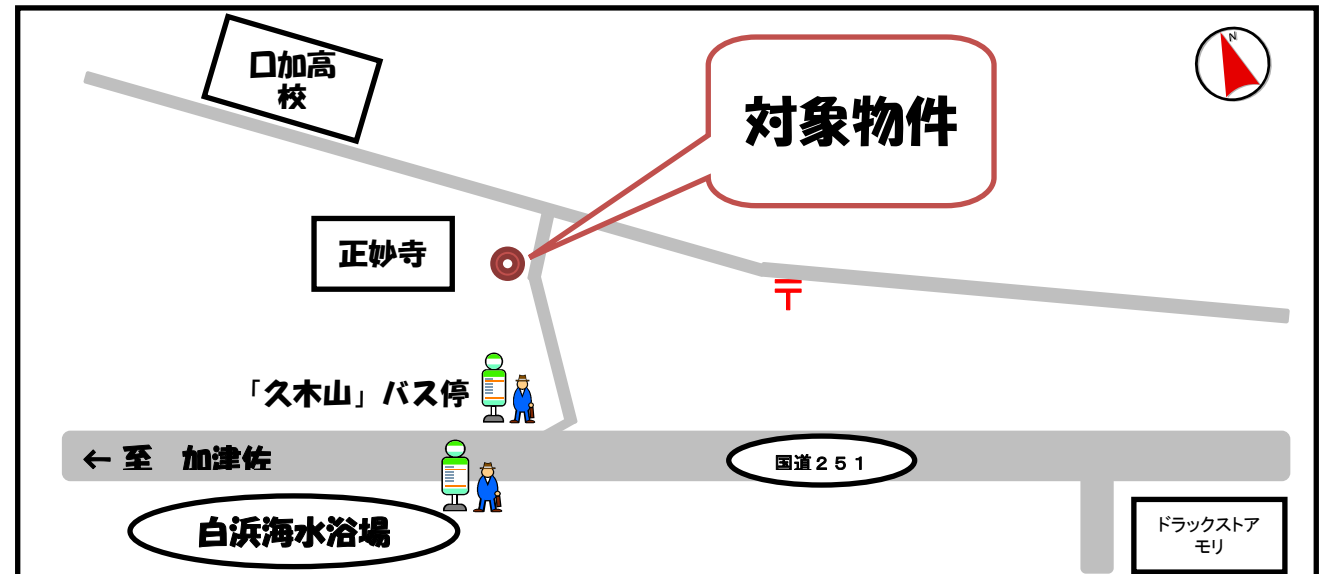 口加高
校
N
対象物件
正妙寺
〒
「久木山」バス停
← 至　加津佐
国道２５１
白浜海水浴場
ドラックストア
モリ